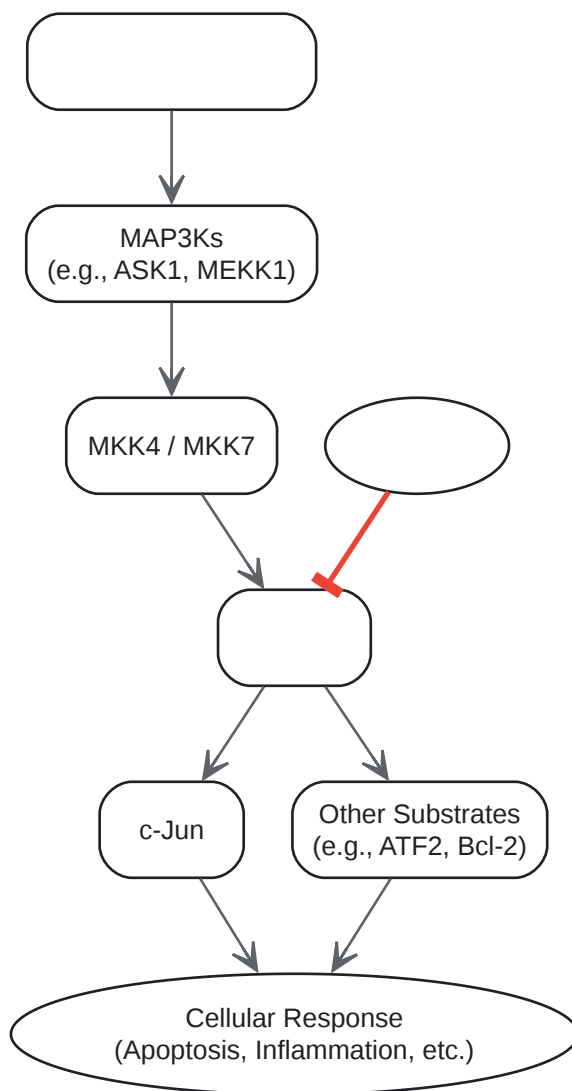 MAP3Ks
(e.g., ASK1, MEKK1)
MKK4 / MKK7
c-Jun
Other Substrates
(e.g., ATF2, Bcl-2)
Cellular Response
(Apoptosis, Inflammation, etc.)